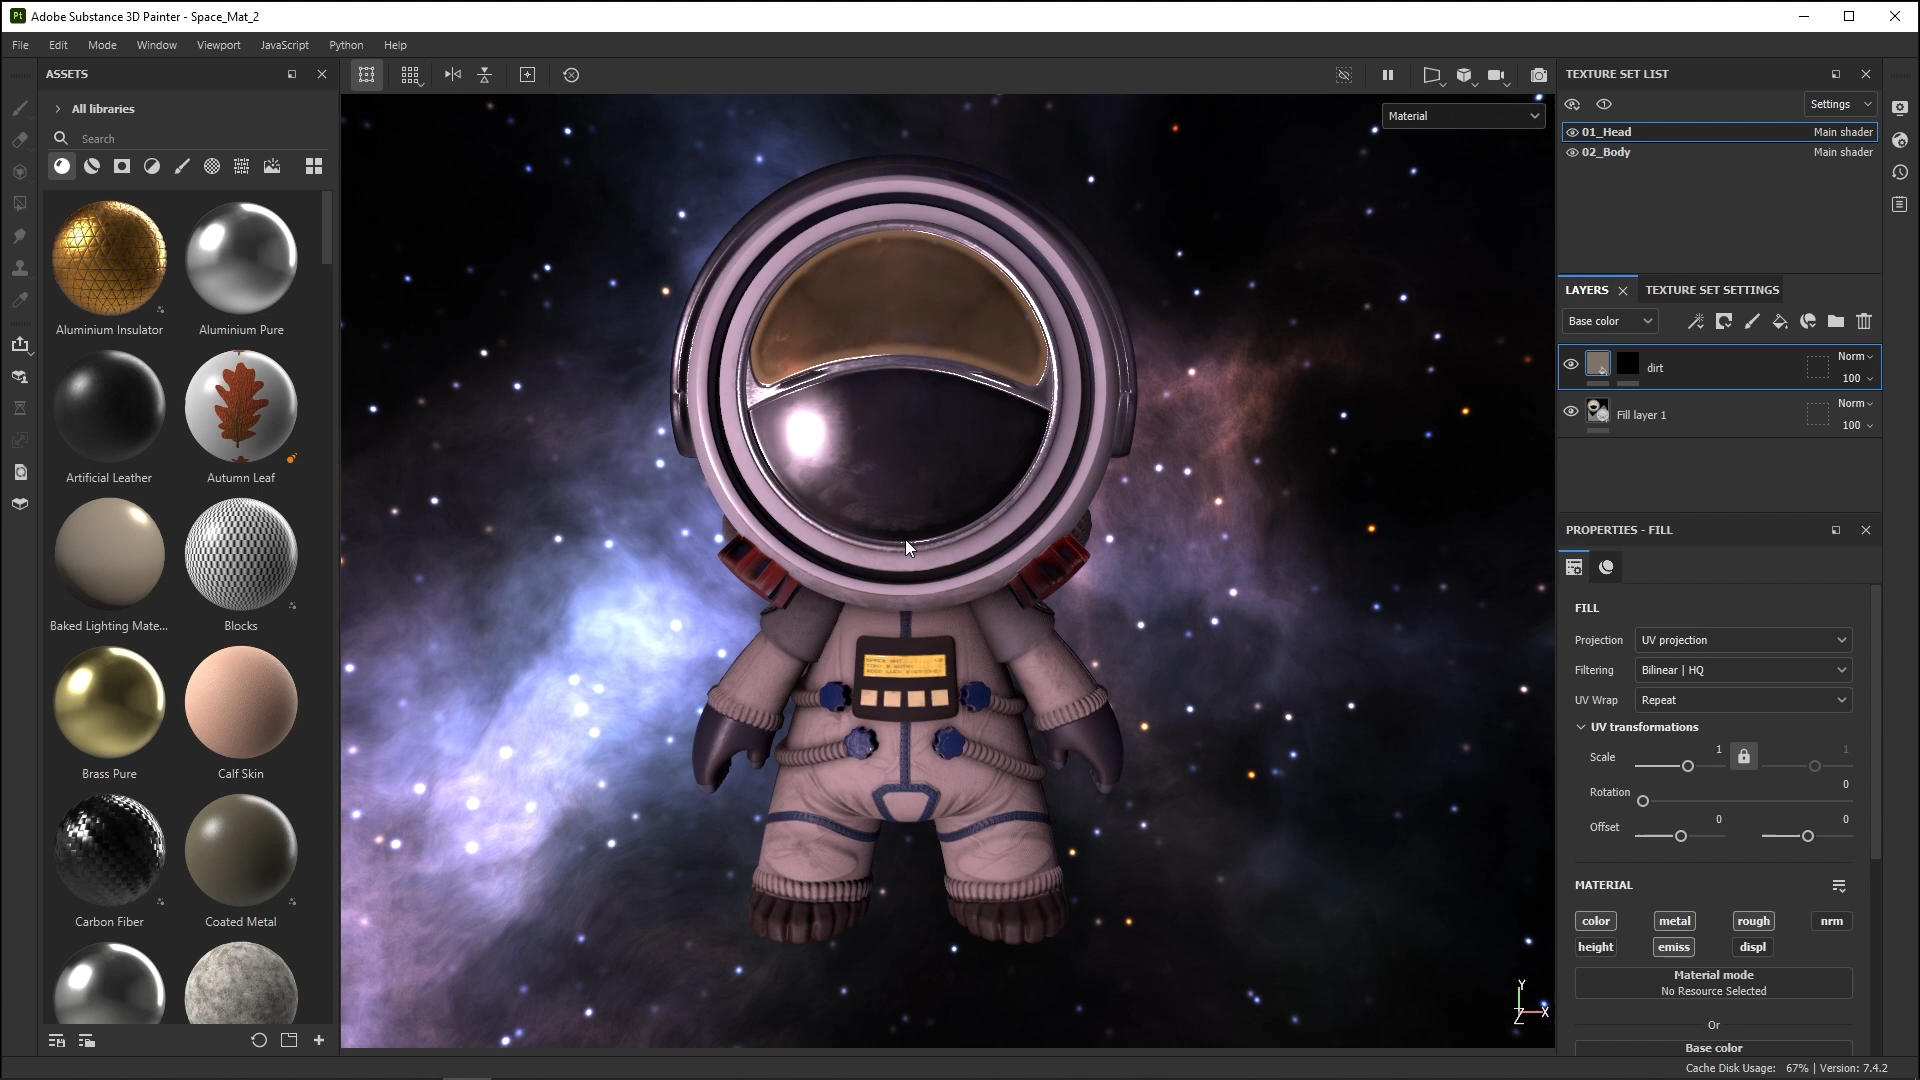 Pt Adobe Substance 3D Painter - Space_Mat_2
File Edit Mode Window Viewport JavaScript Python Help
ASSETS
All libraries
Search
Aluminium Insulator
Aluminium Pure
Artificial Leather
Autumn Leaf
Baked Lighting Mate...
Blocks
Brass Pure
Calf Skin
Carbon Fiber
Coated Metal
Material
Y
Z
X
TEXTURE SET LIST
1
Settings
01_Head Main shader
02_Body Main shader
LAYERS
TEXTURE SET SETTINGS
Base color
dirt
Norm
100
Fill layer 1
Norm
100
PROPERTIES - FILL
FILL
Projection UV projection
Filtering Bilinear | HQ
UV Wrap Repeat
UV transformations
Scale 1 1
Rotation 0
Offset 0 0
MATERIAL
color metal rough nrm
height emiss displ
Material mode
No Resource Selected
Or
Base color
Cache Disk Usage: 67% | Version: 7.4.2